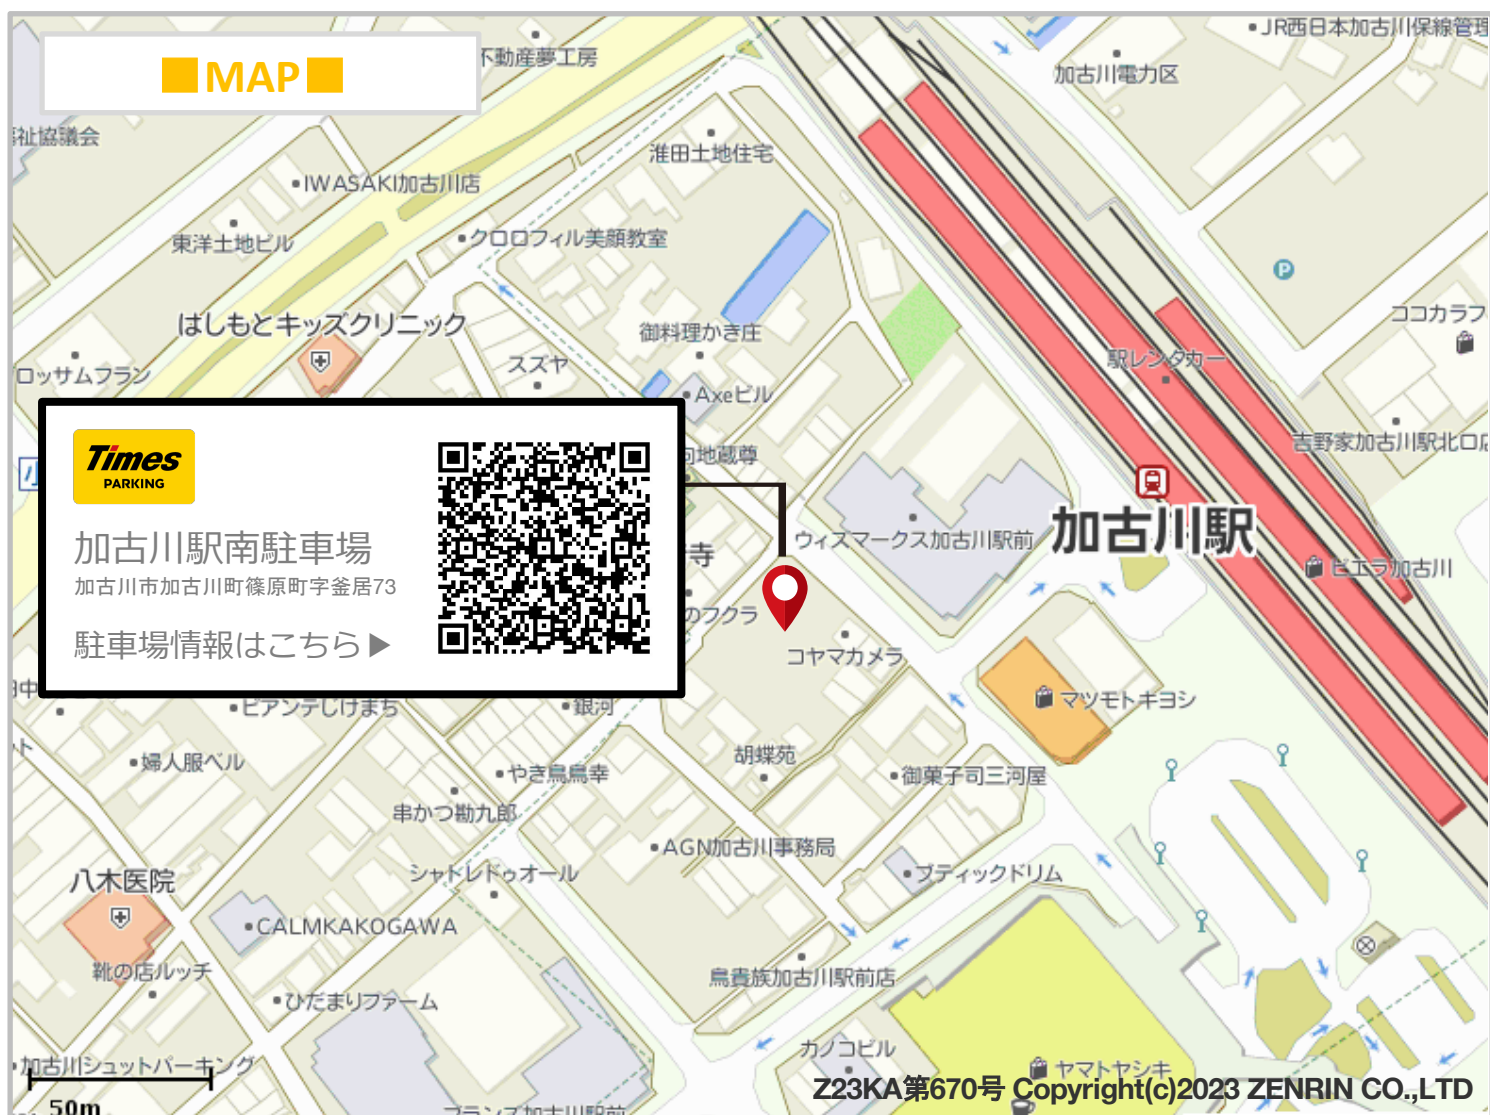 ■MAP■
不動産夢工房
JR西日本加古川保線管理
加古川電力区
祉協議会
淮田土地住宅
IWASAKI加古川店
東洋土地ビル
クロロフィル美顔教室
P
はしもとキッズクリニック
御料理かき庄
ココカラフ
スズヤ
駅レンタカー
ロッサムフラン
Axeビル
吉野家加古川駅北口店
地蔵尊
Times
PARKING
加古川駅南駐車場
加古川市加古川町篠原町字釜居73
駐車場情報はこちら▶
ウィズマークス加古川駅前
加古川駅
寺
ビエラ加古川
のフクラ
コヤマカメラ
マツモトキヨシ
ビアンテじけまち
銀河
婦人服ベル
やき鳥鳥幸
胡蝶苑
御菓子司三河屋
串かつ勘九郎
AGN加古川事務局
八木医院
シャトレドゥオール
ブティックドリム
CALMKAKOGAWA
靴の店ルッチ
鳥貴族加古川駅前店
ひだまりファーム
カノコビル
加古川シュットパーキング
ヤマトヤシキ
50m
Z23KA第670号 Copyright(c)2023 ZENRIN CO.,LTD